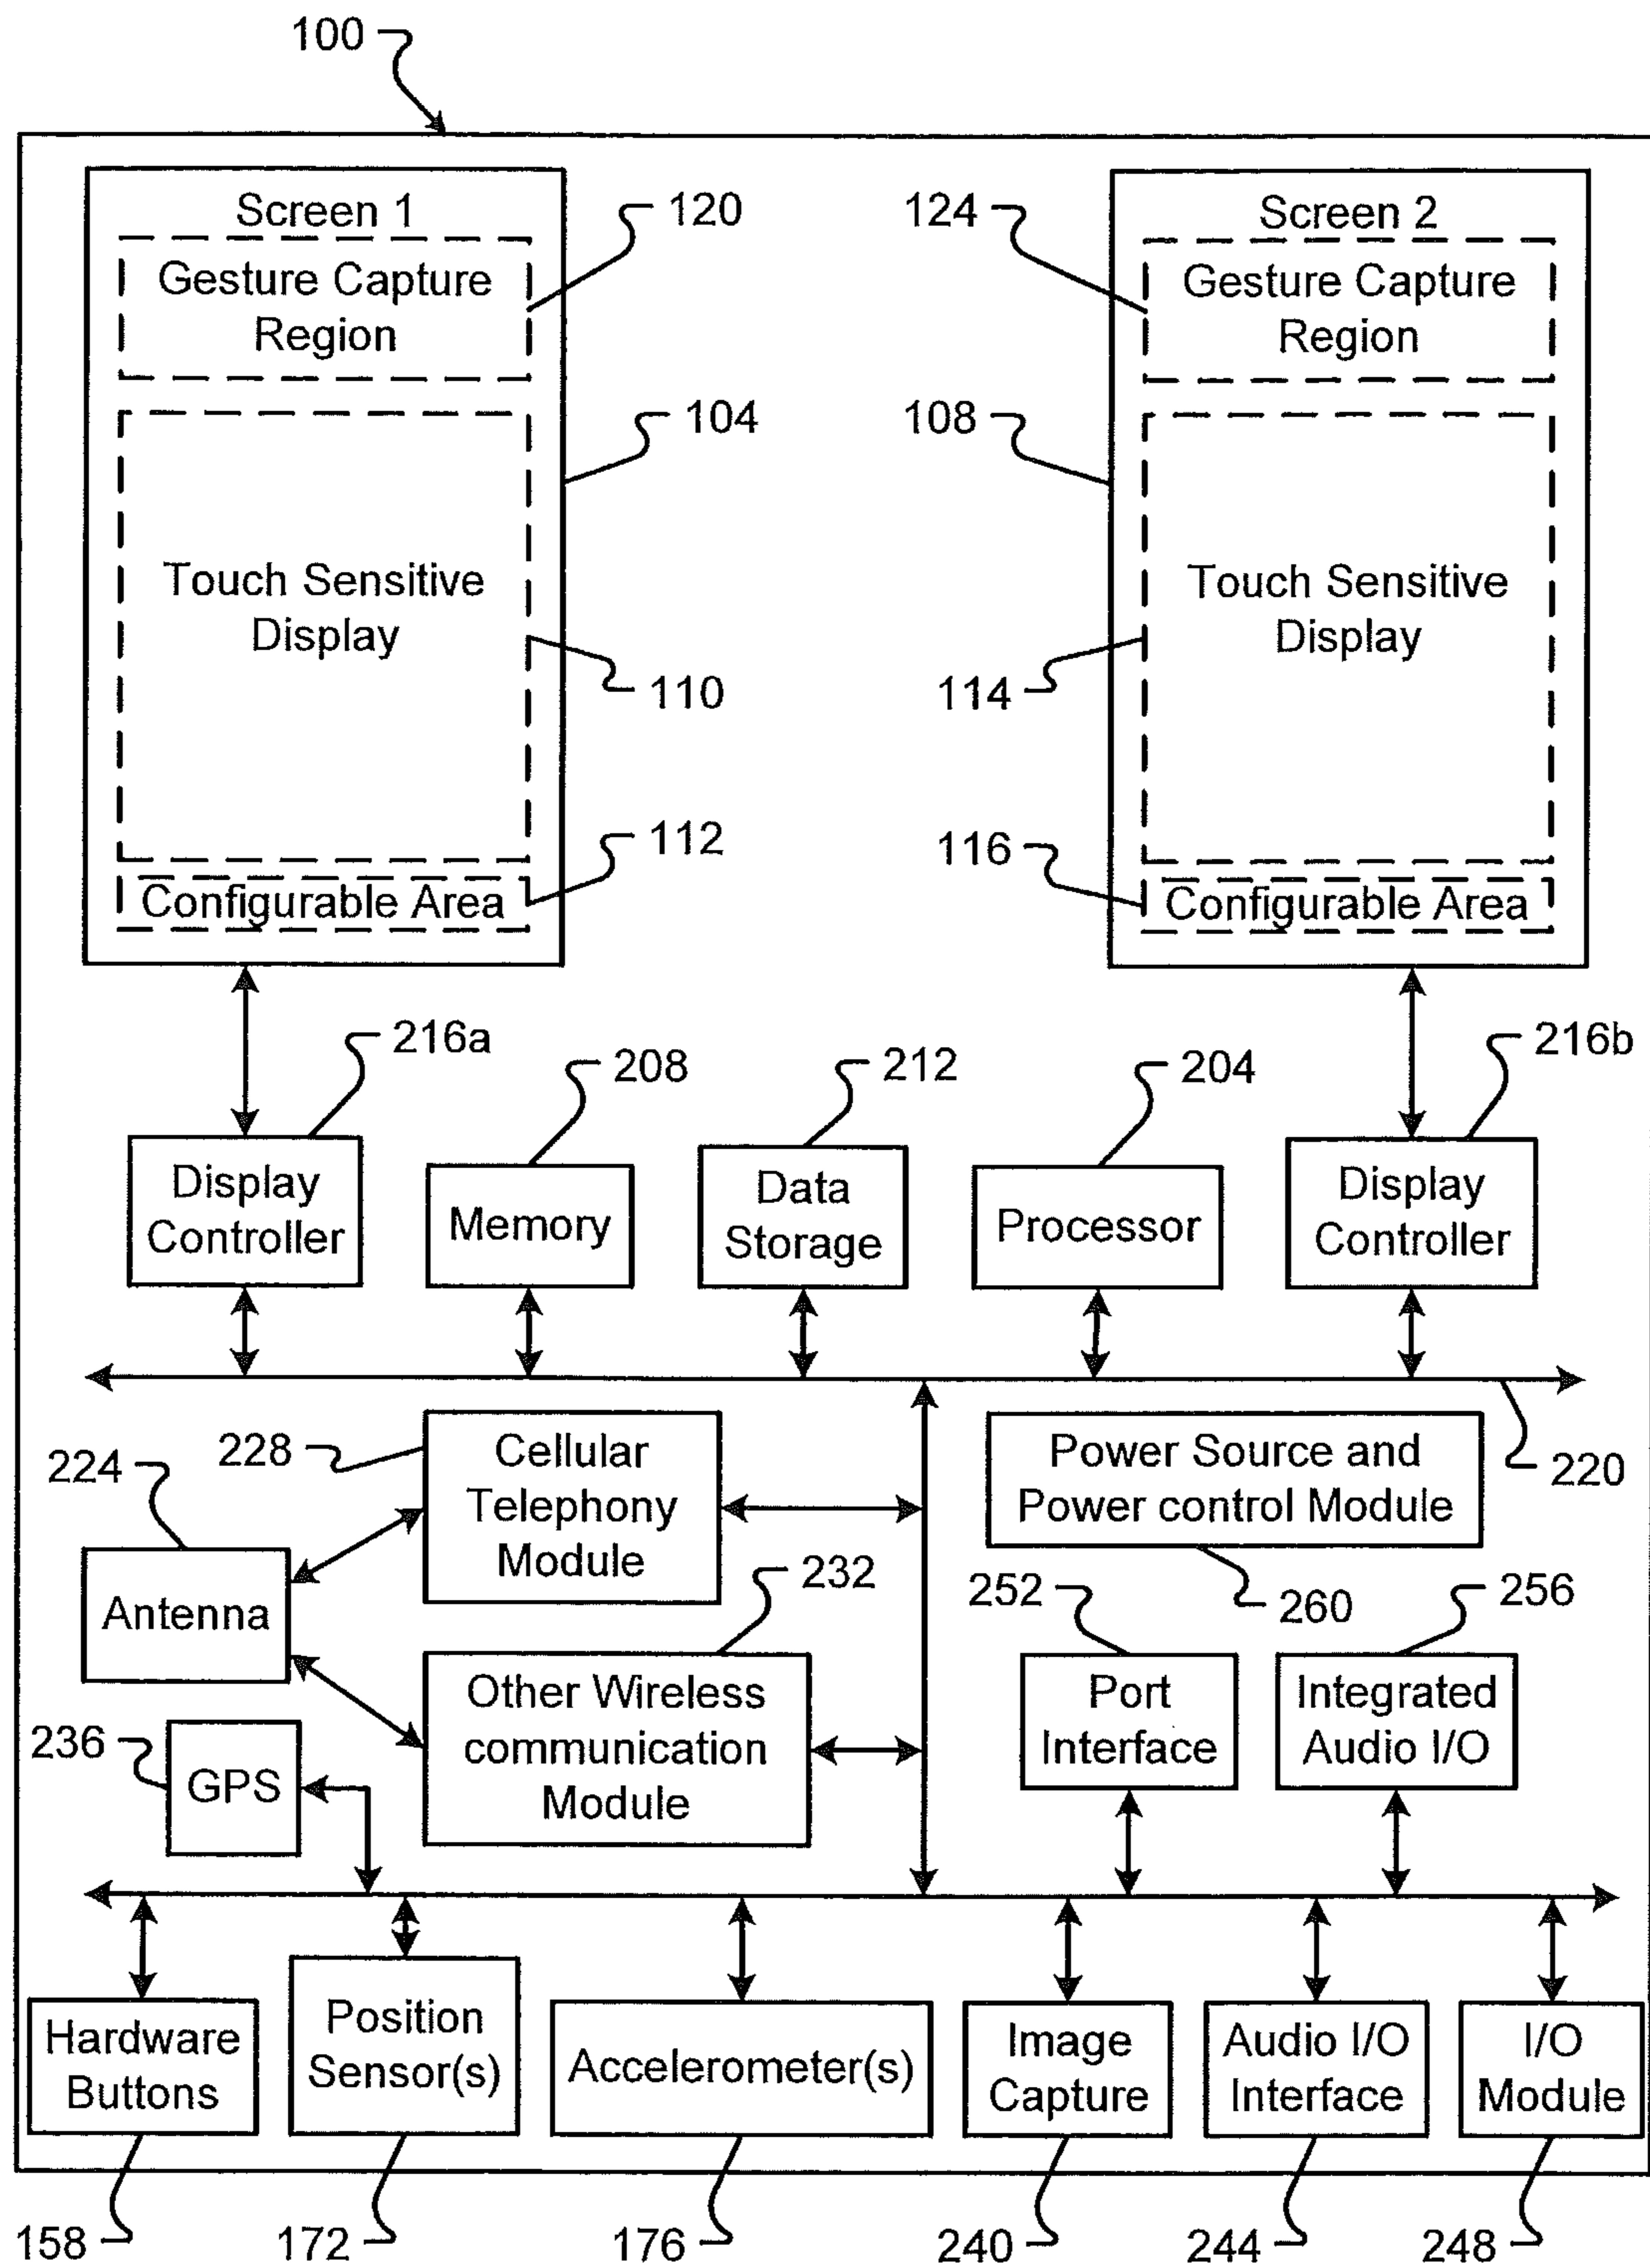 100
Screen 1
120
124
Screen 2
Gesture Capture
Region
Gesture Capture
Region
104
108
Touch Sensitive
Display
Touch Sensitive
Display
110
114
112
116
Configurable Area
Configurable Area
216a
208
212
204
216b
Display
Controller
Memory
Data
Storage
Processor
Display
Controller
228
Cellular
Telephony
Module
Power Source and
Power control Module
220
224
Antenna
232
252
260
256
Other Wireless
communication
Module
Port
Interface
Integrated
Audio I/O
236
GPS
Hardware
Buttons
Position
Sensor(s)
Accelerometer(s)
Image
Capture
Audio I/O
Interface
I/O
Module
158
172
176
240
244
248